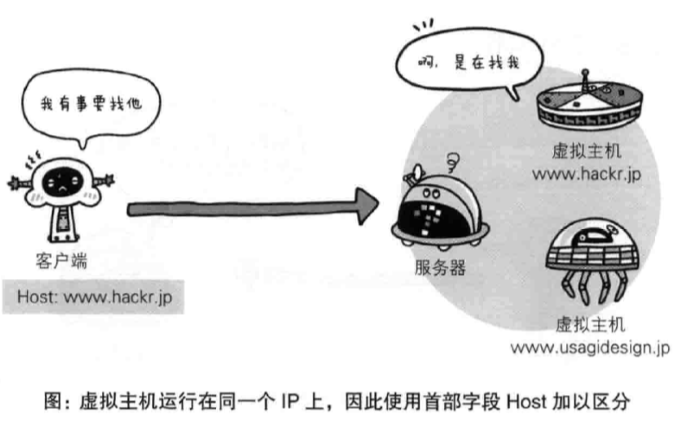 我有事要找他
啊，是在找我
虚拟主机
www.hackr.jp
客户端
服务器
Host: www.hackr.jp
虚拟主机
www.usagidesign.jp
图：虚拟主机运行在同一个 IP 上，因此使用首部字段 Host 加以区分